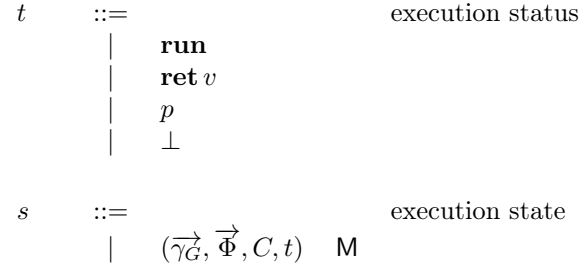 t ::= execution status
| run
| ret v
| p
| ⊥
s ::= execution state
| (γ⃗_G, Φ⃗, C, t) M